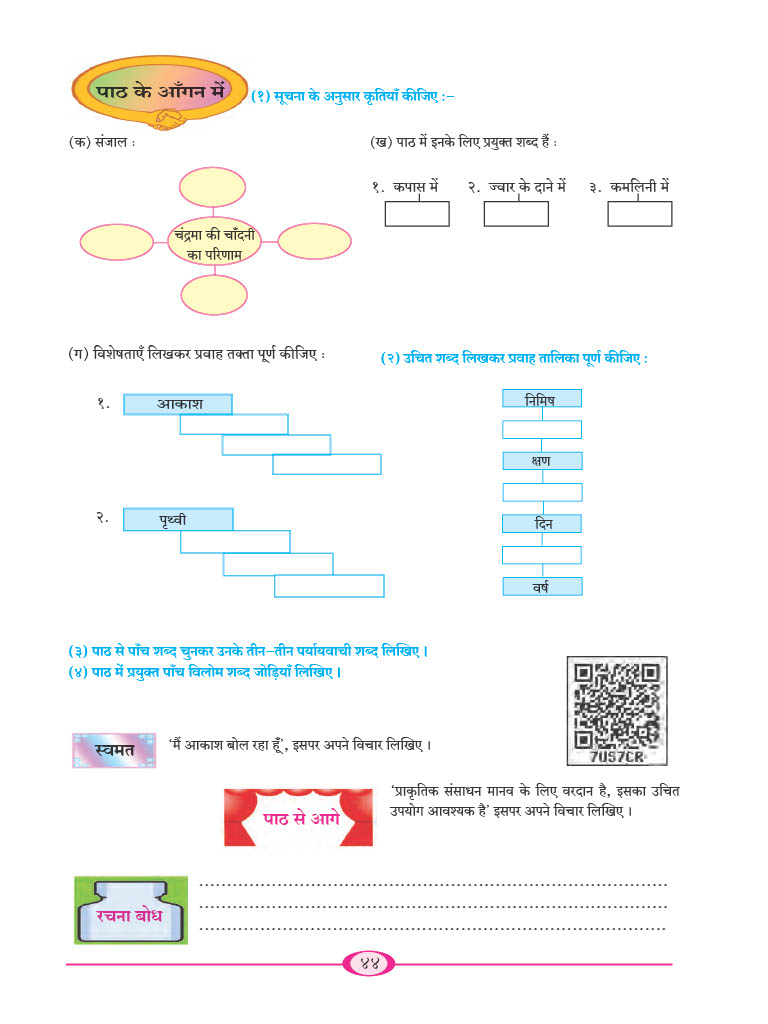 पाठ के आँगन में
(१) सूचना के अनुसार कृतियाँ कीजिए :-
(क) संजाल :
चंद्रमा की चाँदनी
का परिणाम
(ख) पाठ में इनके लिए प्रयुक्त शब्द हैं :
१. कपास में २. ज्वार के दाने में ३. कमलिनी में
(ग) विशेषताएँ लिखकर प्रवाह तक्ता पूर्ण कीजिए :
१. आकाश
२. पृथ्वी
(२) उचित शब्द लिखकर प्रवाह तालिका पूर्ण कीजिए :
निमिष
क्षण
दिन
वर्ष
(३) पाठ से पाँच शब्द चुनकर उनके तीन-तीन पर्यायवाची शब्द लिखिए ।
(४) पाठ में प्रयुक्त पाँच विलोम शब्द जोड़ियाँ लिखिए ।
7US7CR
स्वमत
‘मैं आकाश बोल रहा हूँ’, इसपर अपने विचार लिखिए ।
पाठ से आगे
‘प्राकृतिक संसाधन मानव के लिए वरदान है, इसका उचित
उपयोग आवश्यक है’ इसपर अपने विचार लिखिए ।
रचना बोध
४४